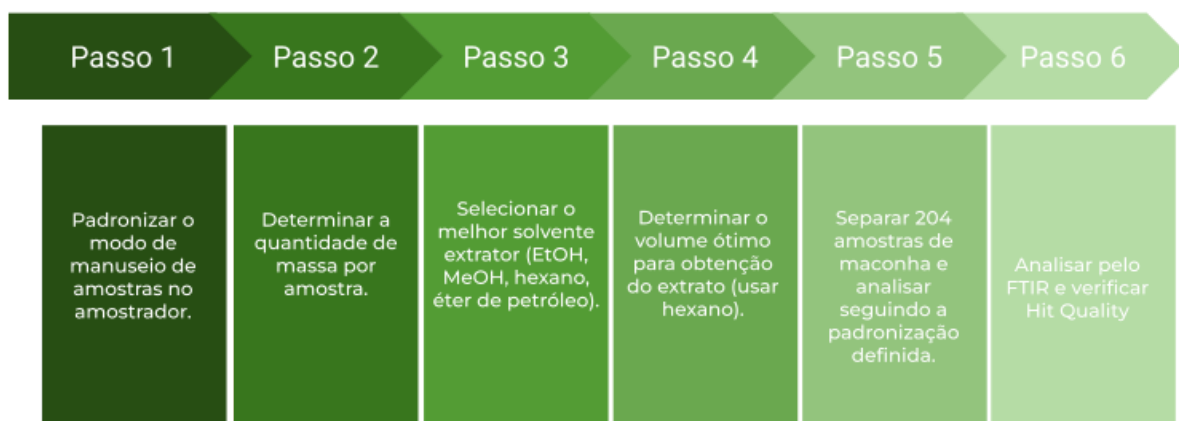 Passo 1
Passo 2
Passo 3
Passo 4
Passo 5
Passo 6
Padronizar o
modo de
manuseio de
amostras no
amostrador.
Determinar a
quantidade de
massa por
amostra.
Selecionar o
melhor solvente
extrator (EtOH,
MeOH, hexano,
éter de petróleo).
Determinar o
volume ótimo
para obtenção
do extrato (usar
hexano).
Separar 204
amostras de
maconha e
analisar
seguindo a
padronização
definida.
Analisar pelo
FTIR e verificar
Hit Quality